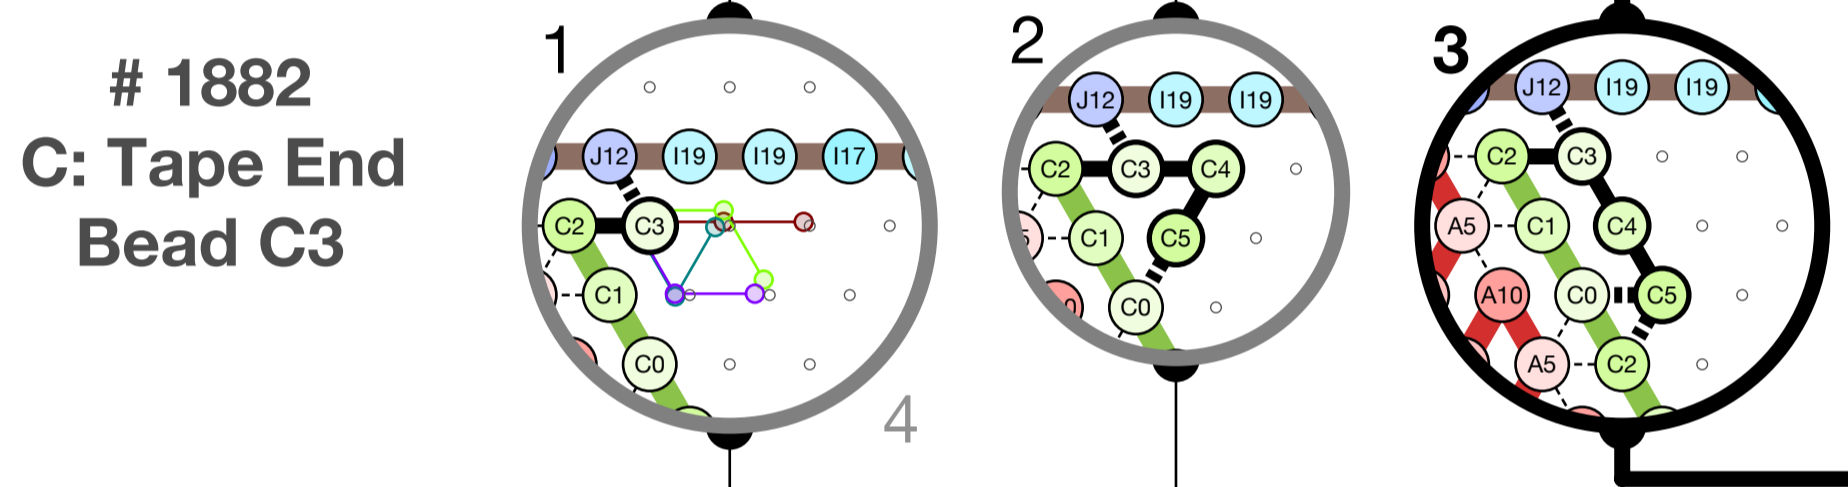 # 1882
C: Tape End
Bead C3
1
J12 I19 I19 I17
C2 C3
C1
C0
4
2
J12 I19 I19
C2 C3 C4
5 C1 C5
0 C0
3
J12 I19 I19
C2 C3
A5 C1 C4
A10 C0 C5
A5 C2